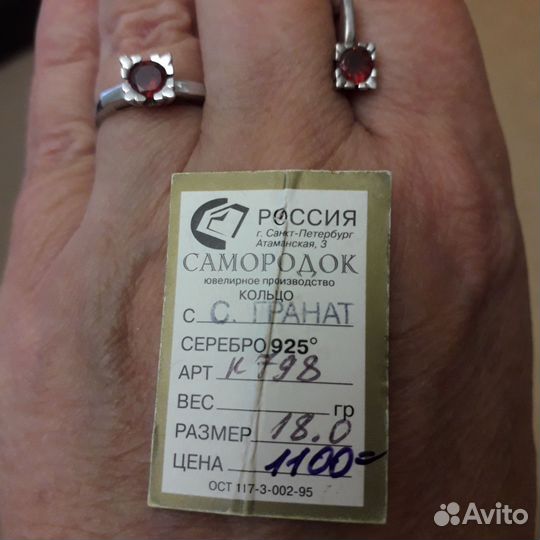 РОССИЯ
г. Санкт-Петербург
Атаманская, 3
САМОРОДОК
ювелирное производство
КОЛЬЦО
С С. ГРАНАТ
СЕРЕБРО 925°
АРТ К 798
ВЕС гр
РАЗМЕР 18.0
ЦЕНА 1100=
ОСТ 117-3-002-95
Avito